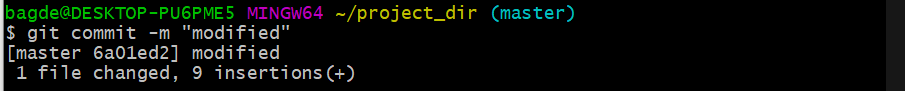 bagde@DESKTOP-PU6PME5 MINGW64 ~/project_dir (master)
$ git commit -m "modified"
[master 6a01ed2] modified
 1 file changed, 9 insertions(+)